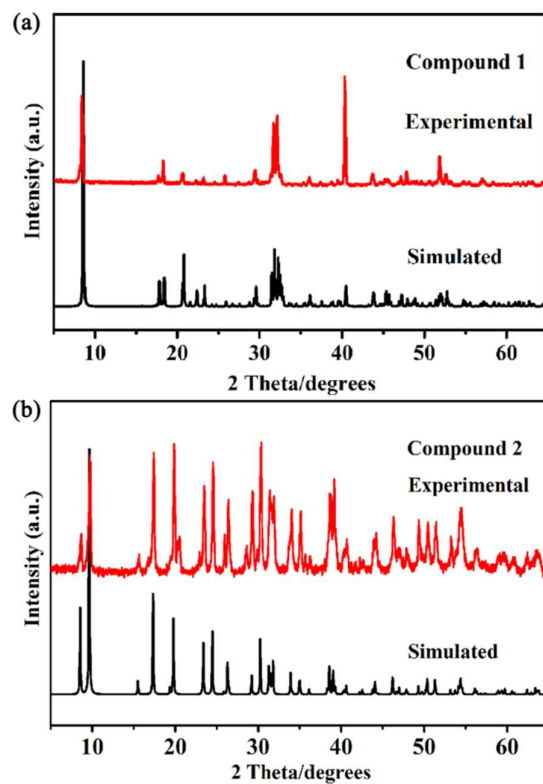 (a)
Compound 1
Experimental
Intensity (a.u.)
Simulated
10 20 30 40 50 60
2 Theta/degrees
(b)
Compound 2
Experimental
Intensity (a.u.)
Simulated
10 20 30 40 50 60
2 Theta/degrees